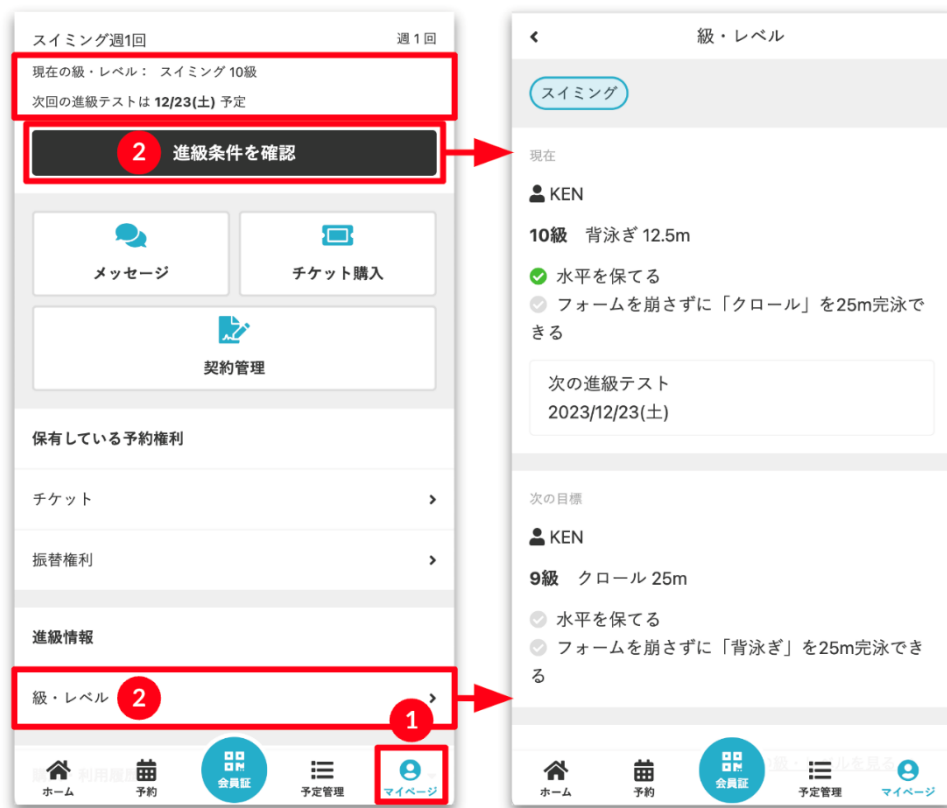 スイミング週1回
週 1 回
現在の級・レベル： スイミング 10級
次回の進級テストは 12/23(土) 予定
2 進級条件を確認
メッセージ
チケット購入
契約管理
保有している予約権利
チケット
振替権利
進級情報
級・レベル 2
1
利用履歴
ホーム
予約
会員証
予定管理
マイページ
級・レベル
スイミング
現在
KEN
10級 背泳ぎ 12.5m
水平を保てる
フォームを崩さずに「クロール」を25m完泳で
きる
次の進級テスト
2023/12/23(土)
次の目標
KEN
9級 クロール 25m
水平を保てる
フォームを崩さずに「背泳ぎ」を25m完泳でき
る
ルを見る
ホーム
予約
会員証
予定管理
マイページ